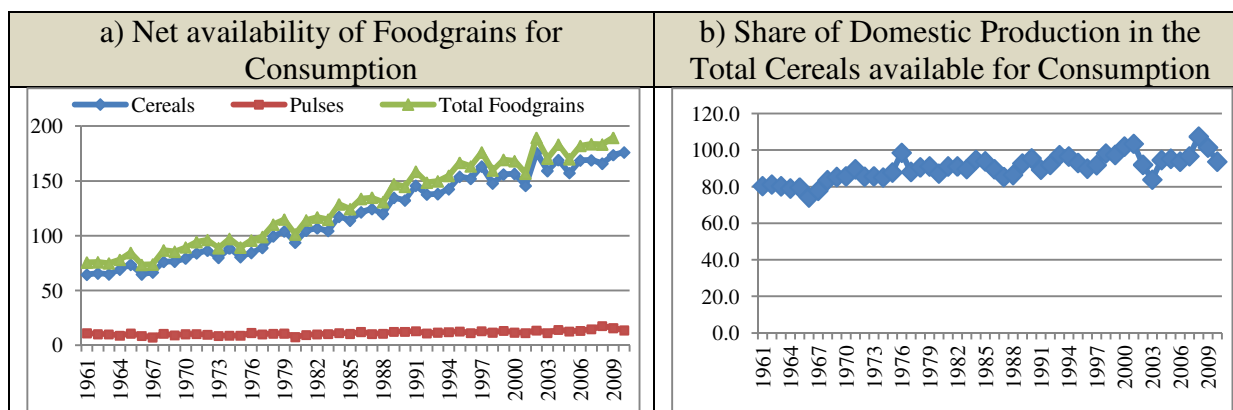 a) Net availability of Foodgrains for
Consumption
b) Share of Domestic Production in the
Total Cereals available for Consumption
Cereals Pulses Total Foodgrains
200
150
100
50
0
1961 1964 1967 1970 1973 1976 1979 1982 1985 1988 1991 1994 1997 2000 2003 2006 2009
120.0
100.0
80.0
60.0
40.0
20.0
0.0
1961 1964 1967 1970 1973 1976 1979 1982 1985 1988 1991 1994 1997 2000 2003 2006 2009